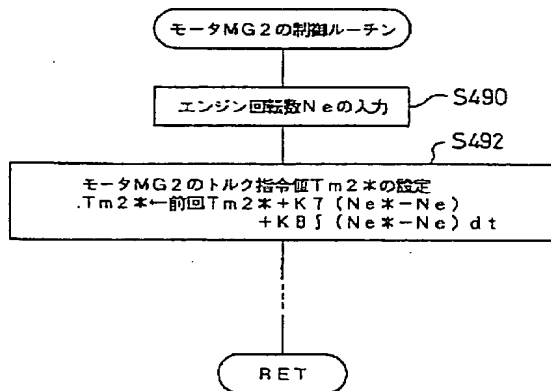 モータMG2の制御ルーチン
エンジン回転数Neの入力
S490
S492
モータMG2のトルク指令値Tm2*の設定
.Tm2*←前回Tm2*+K7(Ne*-Ne)
+K8∫(Ne*-Ne)dt
RET